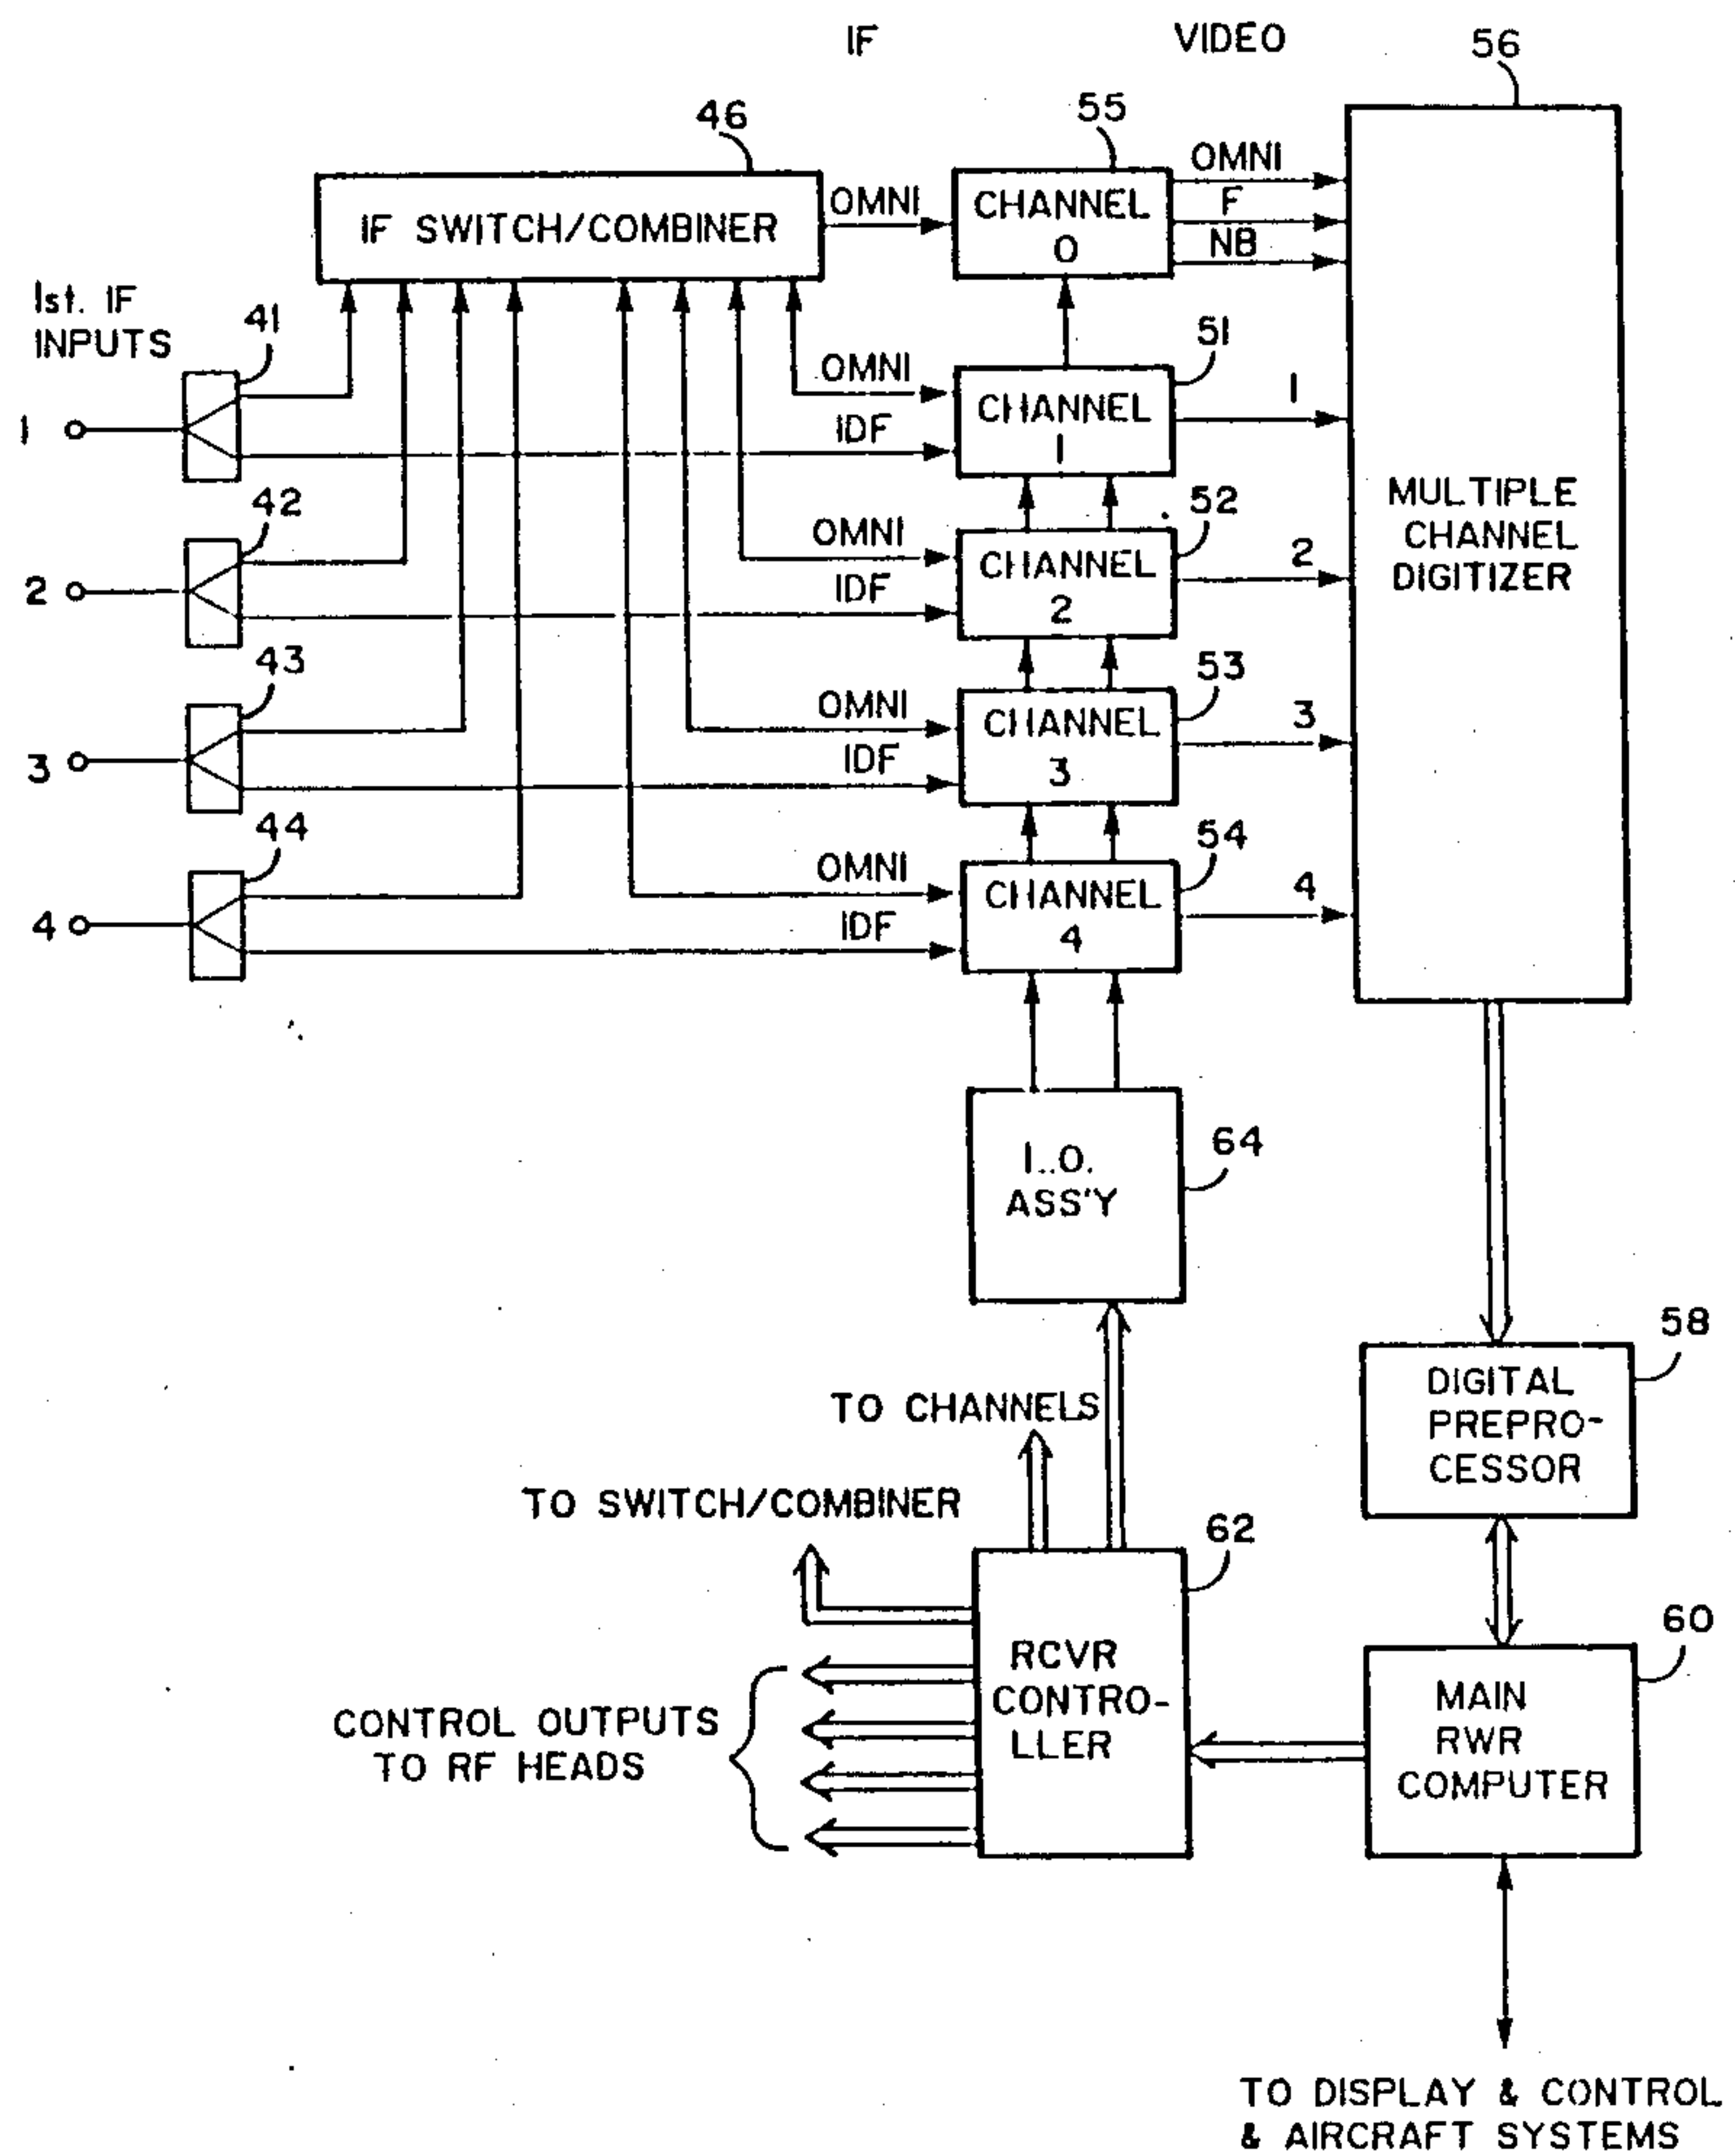 IF
VIDEO
56
46
55
OMNI
F
NB
IF SWITCH/COMBINER
OMNI
CHANNEL
0
1st. IF
INPUTS
41
51
OMNI
IDF
CHANNEL
1
1
1
42
52
OMNI
IDF
CHANNEL
2
2
2
MULTIPLE
CHANNEL
DIGITIZER
43
53
OMNI
IDF
CHANNEL
3
3
3
44
54
OMNI
IDF
CHANNEL
4
4
4
I..O.
ASS'Y
64
58
DIGITAL
PREPRO-
CESSOR
TO CHANNELS
TO SWITCH/COMBINER
62
60
RCVR
CONTRO-
LLER
CONTROL OUTPUTS
TO RF HEADS
MAIN
RWR
COMPUTER
TO DISPLAY & CONTROL
& AIRCRAFT SYSTEMS